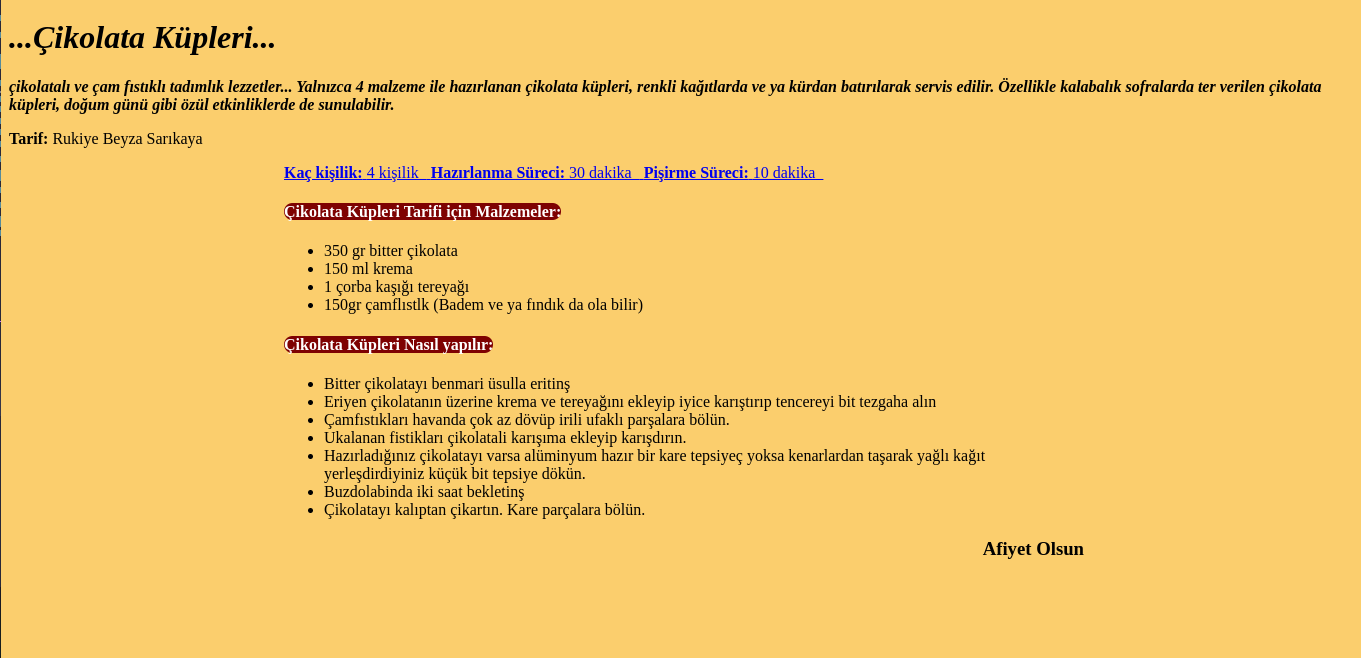 ...Çikolata Küpleri...
çikolatalı ve çam fıstıklı tadımlık lezzetler... Yalnızca 4 malzeme ile hazırlanan çikolata küpleri, renkli kağıtlarda ve ya kürdan batırılarak servis edilir. Özellikle kalabalık sofralarda ter verilen çikolata
küpleri, doğum günü gibi özül etkinliklerde de sunulabilir.
Tarif: Rukiye Beyza Sarıkaya
Kaç kişilik: 4 kişilik Hazırlanma Süreci: 30 dakika Pişirme Süreci: 10 dakika
Çikolata Küpleri Tarifi için Malzemeler:
• 350 gr bitter çikolata
• 150 ml krema
• 1 çorba kaşığı tereyağı
• 150gr çamflıstlk (Badem ve ya fındık da ola bilir)
Çikolata Küpleri Nasıl yapılır:
• Bitter çikolatayı benmari üsulla eritinş
• Eriyen çikolatanın üzerine krema ve tereyağını ekleyip iyice karıştırıp tencereyi bit tezgaha alın
• Çamfıstıkları havanda çok az dövüp irili ufaklı parşalara bölün.
• Ukalanan fistikları çikolatali karışıma ekleyip karışdırın.
• Hazırladığınız çikolatayı varsa alüminyum hazır bir kare tepsiyeç yoksa kenarlardan taşarak yağlı kağıt
yerleşdirdiyiniz küçük bit tepsiye dökün.
• Buzdolabinda iki saat bekletinş
• Çikolatayı kalıptan çikartın. Kare parçalara bölün.
Afiyet Olsun